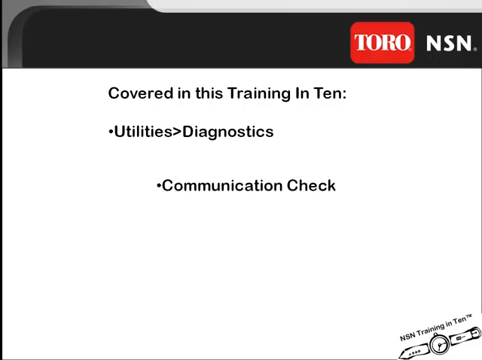 TORO NSN®
Covered in this Training In Ten:
•Utilities>Diagnostics
•Communication Check
NSN Training in Ten™